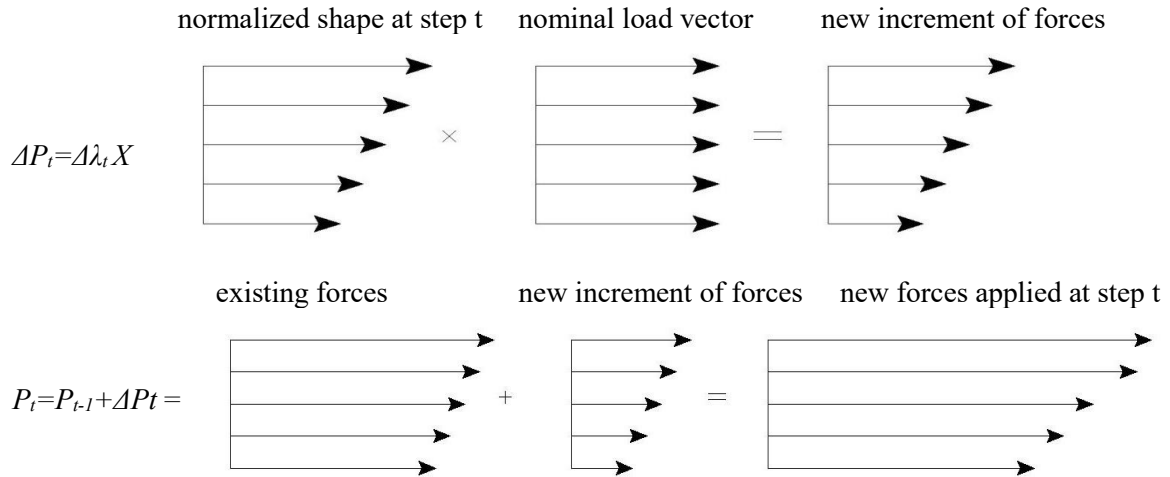 normalized shape at step t nominal load vector new increment of forces
ΔPt=ΔλtX × =
existing forces new increment of forces new forces applied at step t
Pt=Pt-1+ΔPt = + =